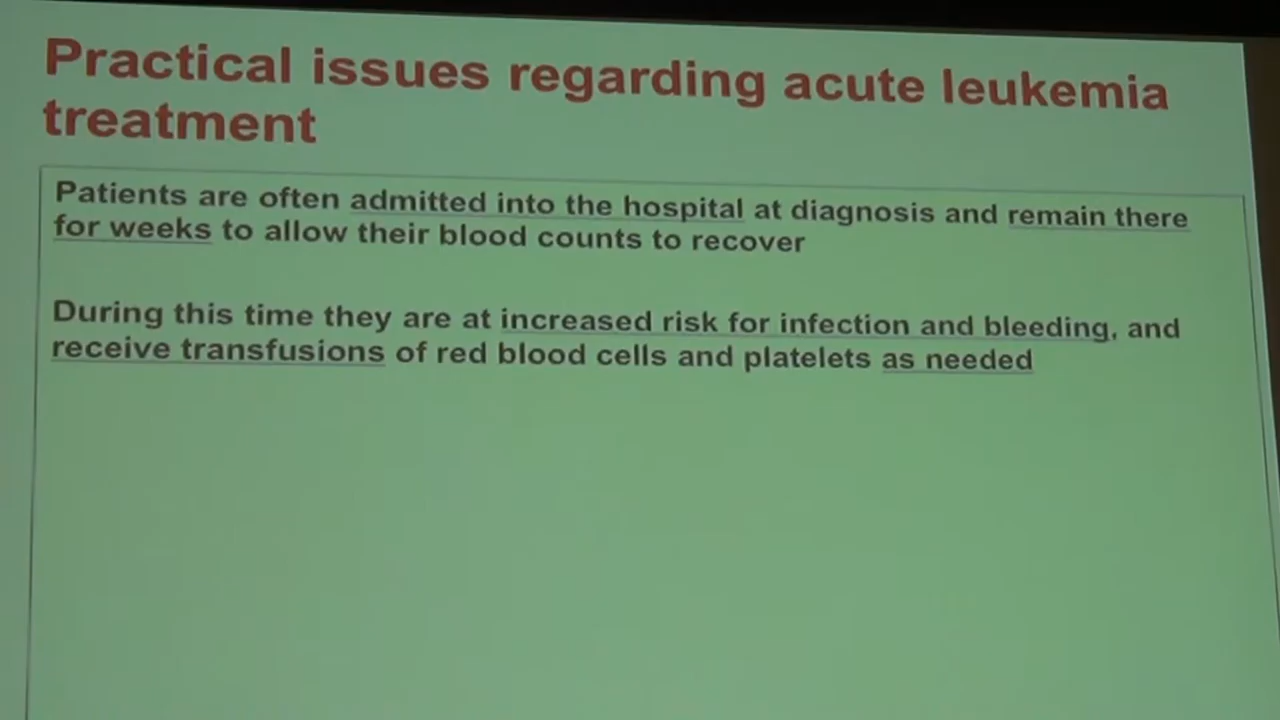 Practical issues regarding acute leukemia
treatment
Patients are often admitted into the hospital at diagnosis and remain there
for weeks to allow their blood counts to recover
During this time they are at increased risk for infection and bleeding, and
receive transfusions of red blood cells and platelets as needed